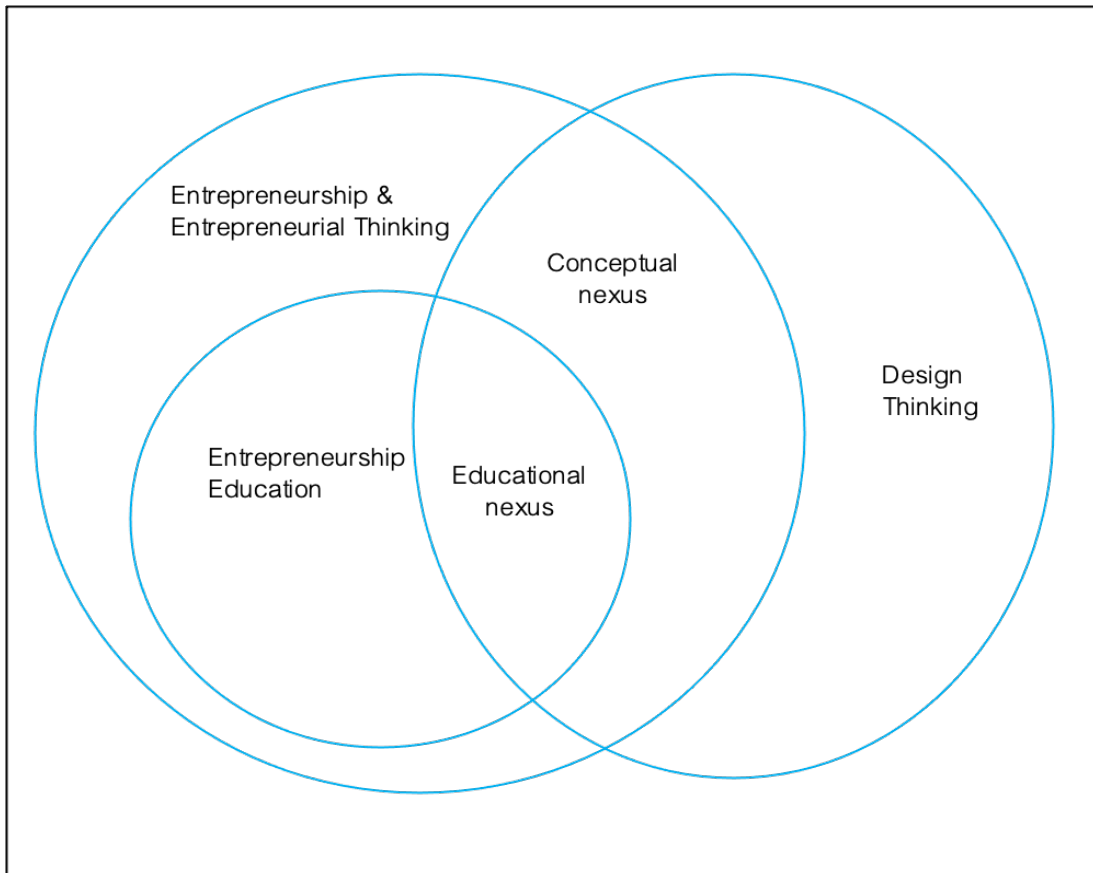 Entrepreneurship &
Entrepreneurial Thinking
Conceptual
nexus
Design
Thinking
Entrepreneurship
Education
Educational
nexus